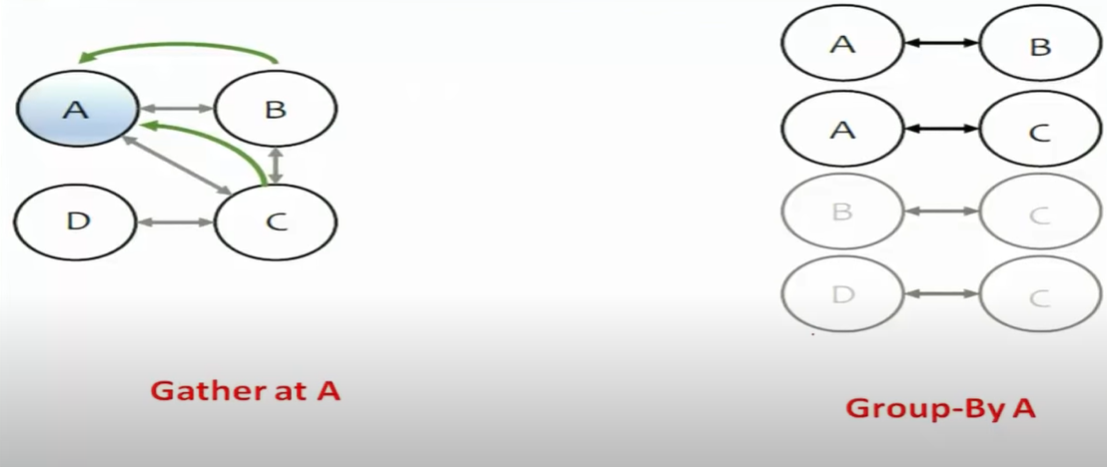 A B
D C
Gather at A
A B
A C
B C
D C
Group-By A